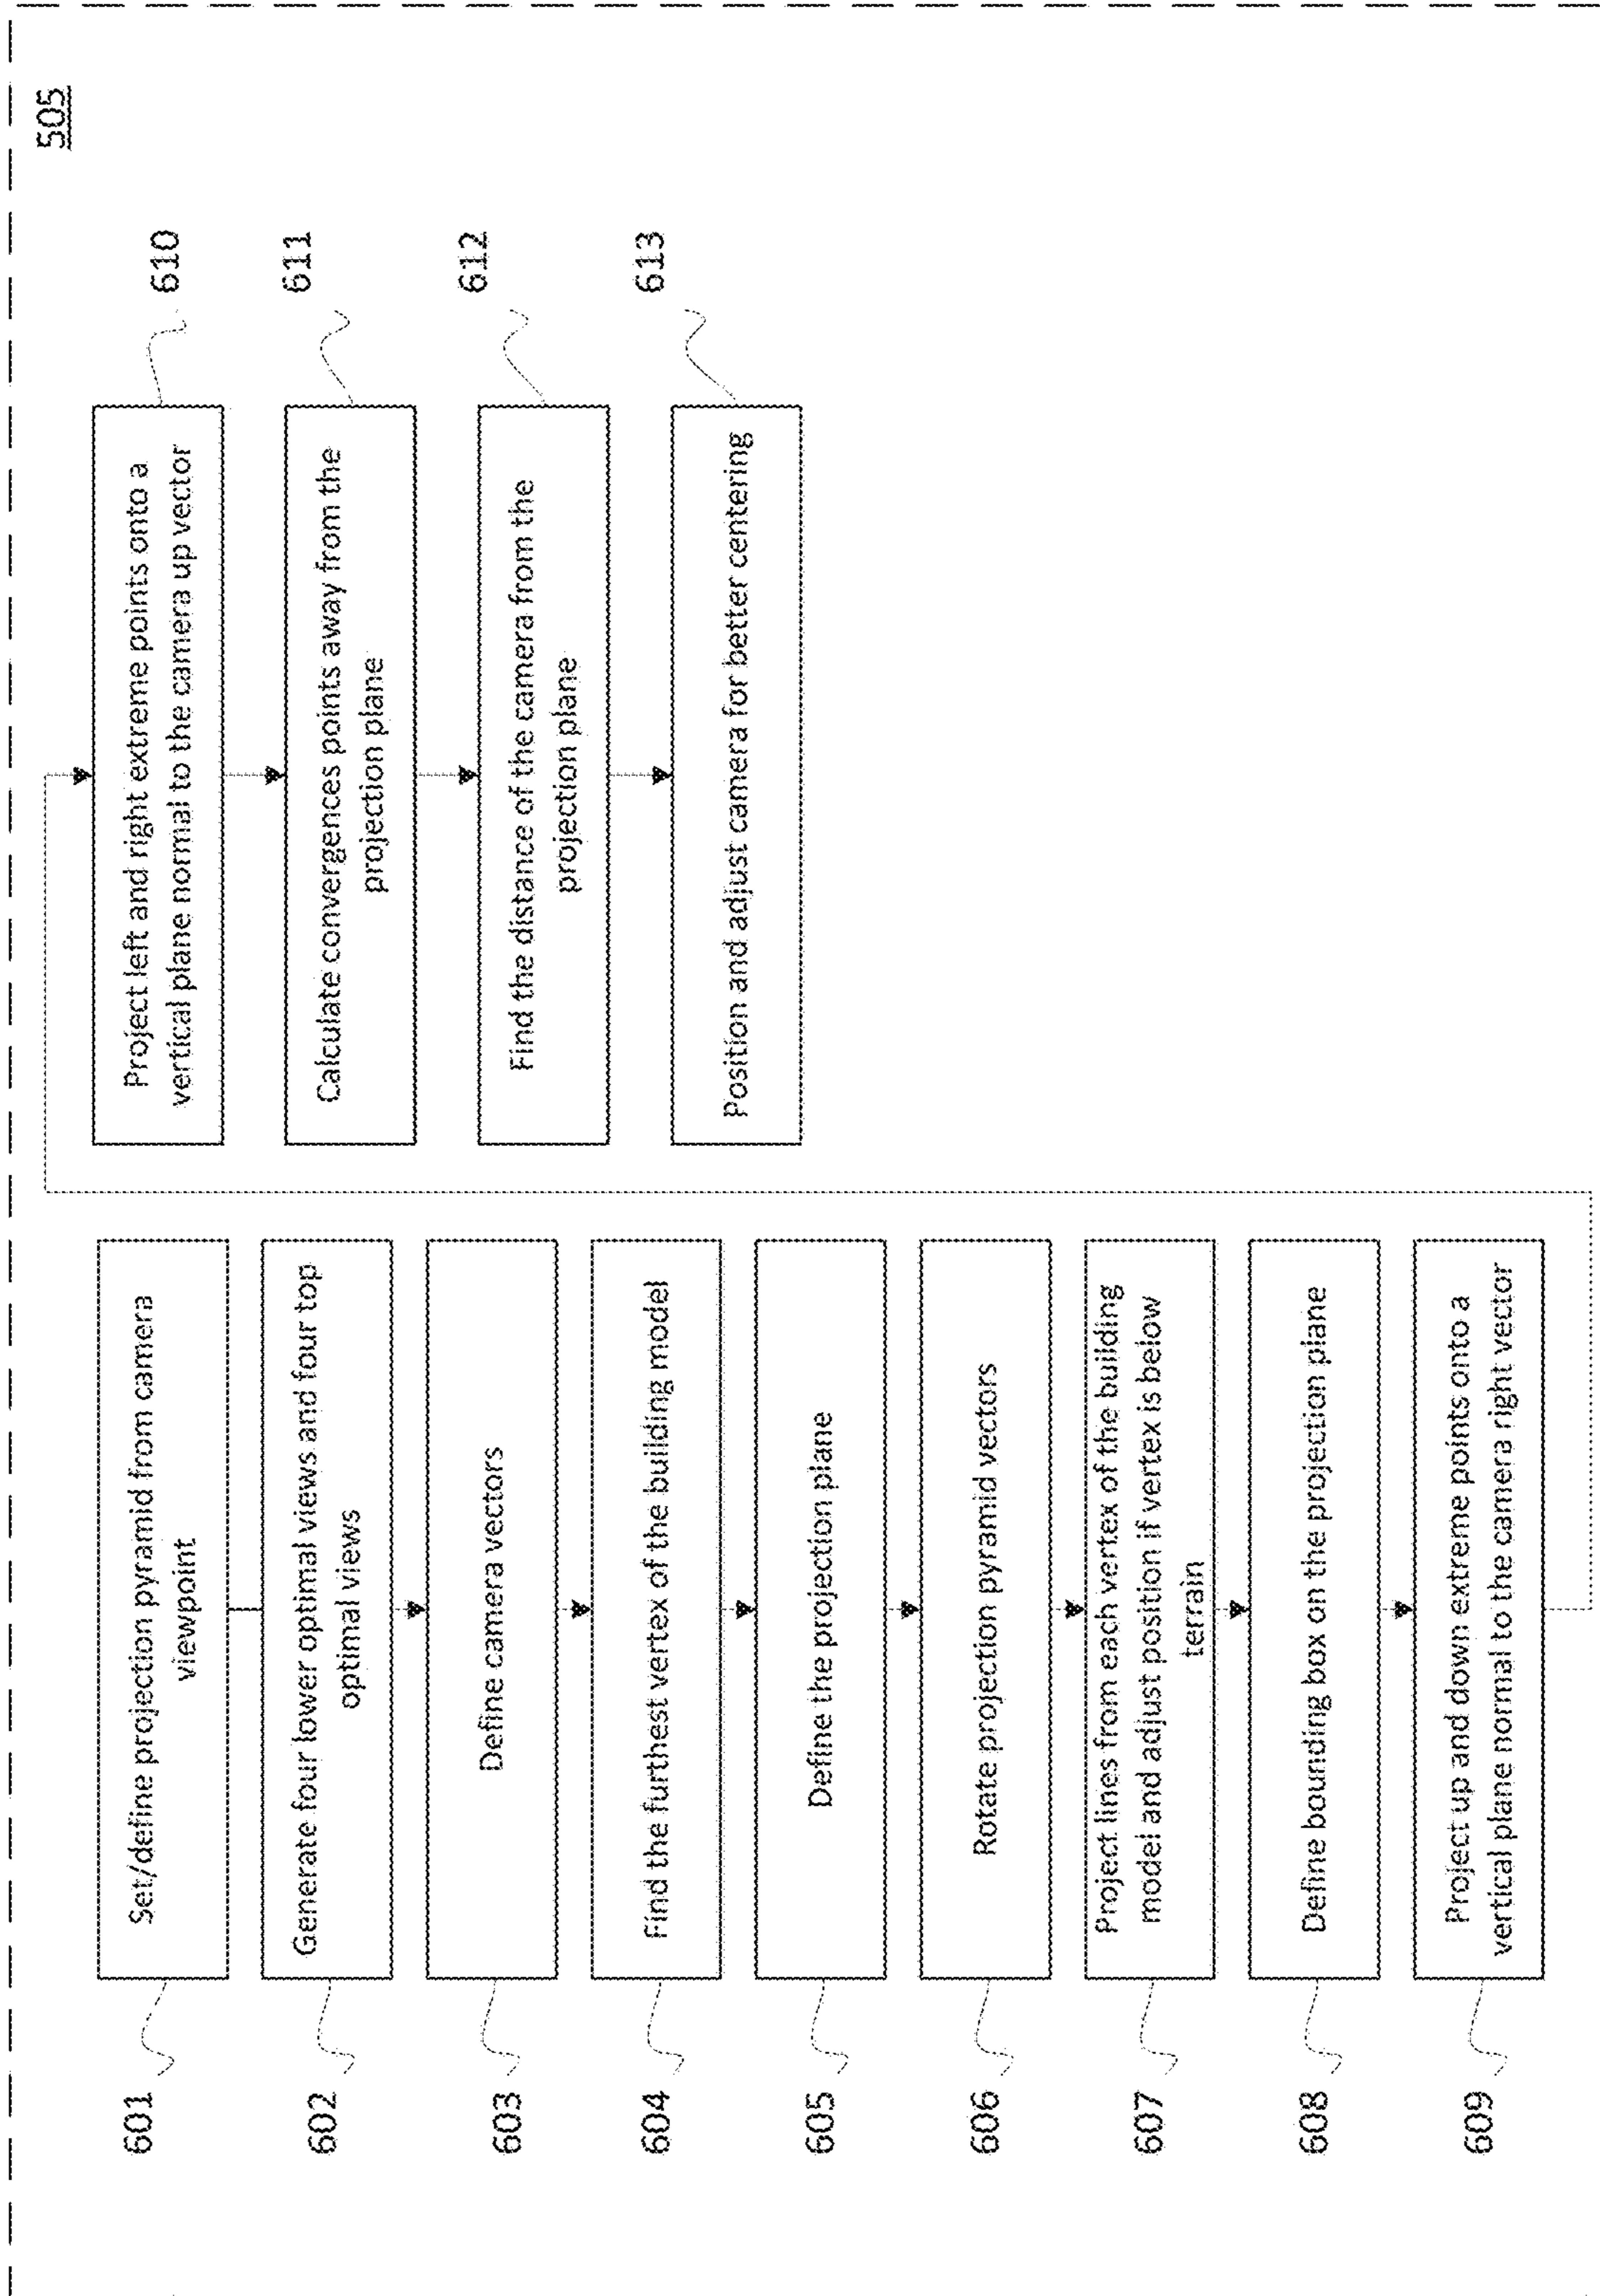 505
601
Set/define projection pyramid from camera
viewpoint
602
Generate four lower optimal views and four top
optimal views
603
Define camera vectors
604
Find the furthest vertex of the building model
605
Define the projection plane
606
Rotate projection pyramid vectors
607
Project lines from each vertex of the building
model and adjust position if vertex is below
terrain
608
Define bounding box on the projection plane
609
Project up and down extreme points onto a
vertical plane normal to the camera right vector
Project left and right extreme points onto a
vertical plane normal to the camera up vector
610
Calculate convergences points away from the
projection plane
611
Find the distance of the camera from the
projection plane
612
Position and adjust camera for better centering
613